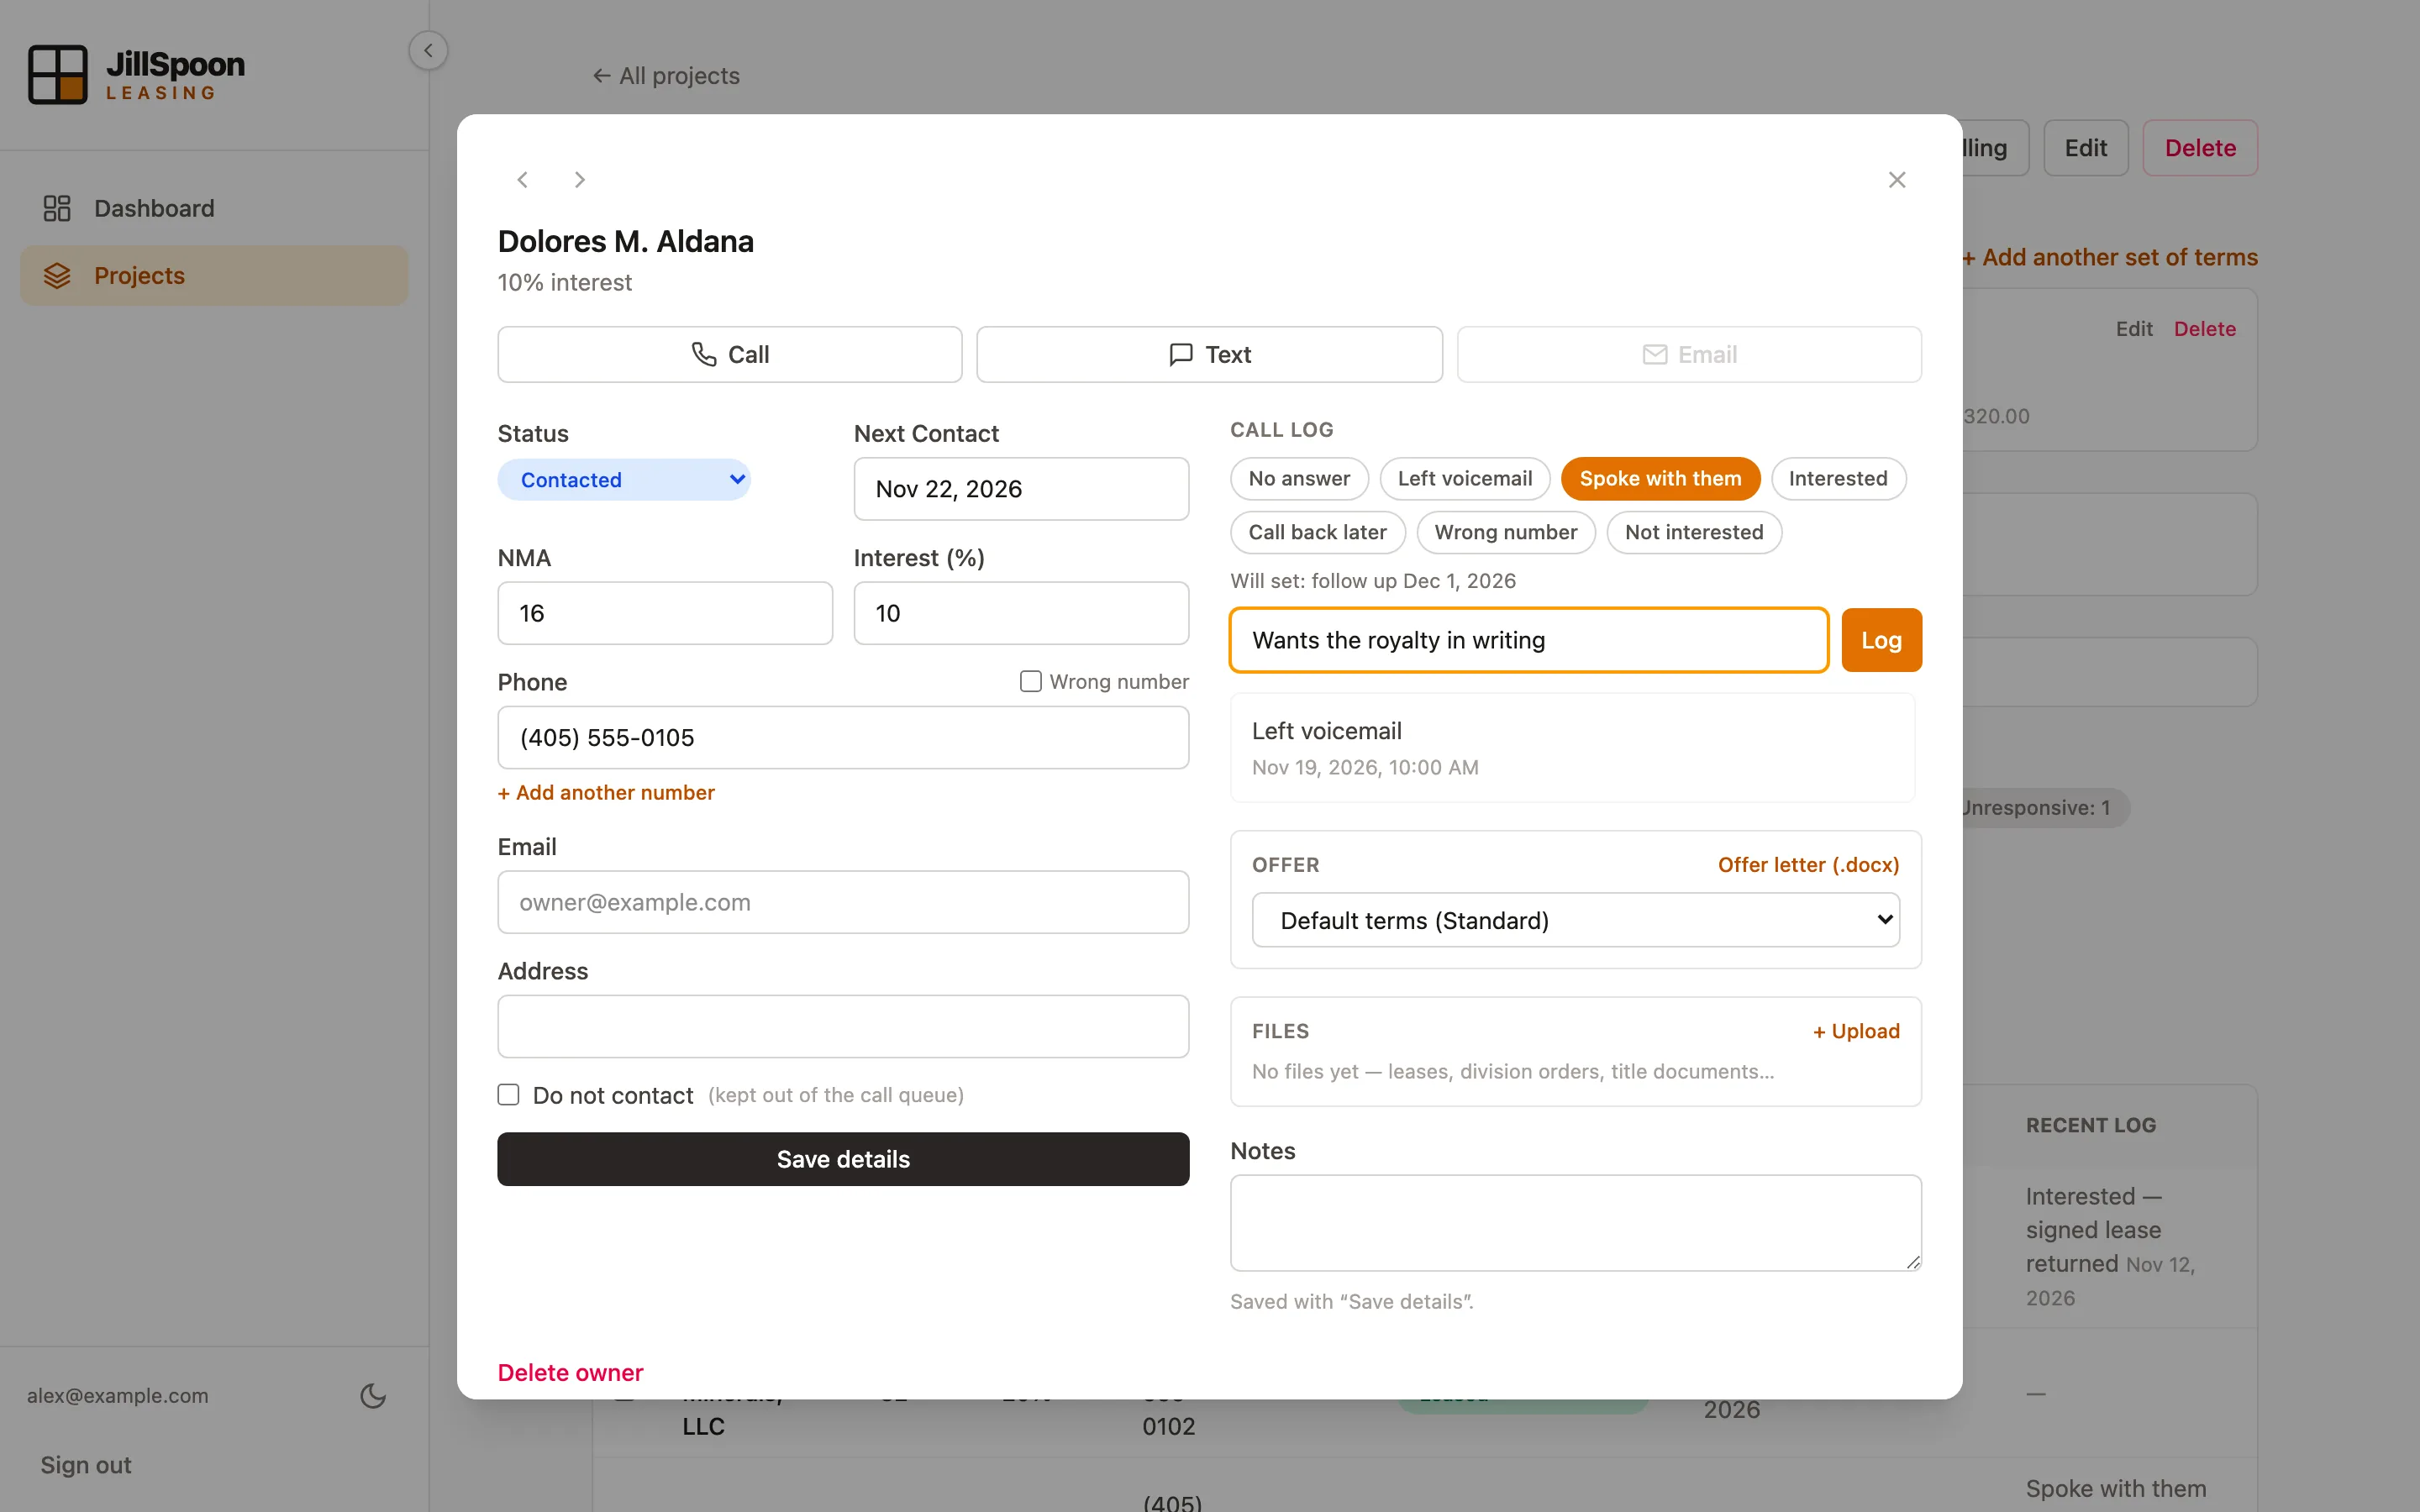 JillSpoon
LEASING
Dashboard
Projects
alex@example.com
Sign out
← All projects
lling
Edit
Delete
+ Add another set of terms
Edit
Delete
320.00
Unresponsive: 1
RECENT LOG
Interested —
signed lease
returned Nov 12,
2026
—
Spoke with them
LLC
0102
2026
(405)
Dolores M. Aldana
10% interest
Call
Text
Email
Status
Contacted
Next Contact
Nov 22, 2026
NMA
16
Interest (%)
10
Phone
Wrong number
(405) 555-0105
+ Add another number
Email
owner@example.com
Address
Do not contact (kept out of the call queue)
Save details
Delete owner
CALL LOG
No answer
Left voicemail
Spoke with them
Interested
Call back later
Wrong number
Not interested
Will set: follow up Dec 1, 2026
Wants the royalty in writing
Log
Left voicemail
Nov 19, 2026, 10:00 AM
OFFER
Offer letter (.docx)
Default terms (Standard)
FILES
+ Upload
No files yet — leases, division orders, title documents...
Notes
Saved with “Save details”.